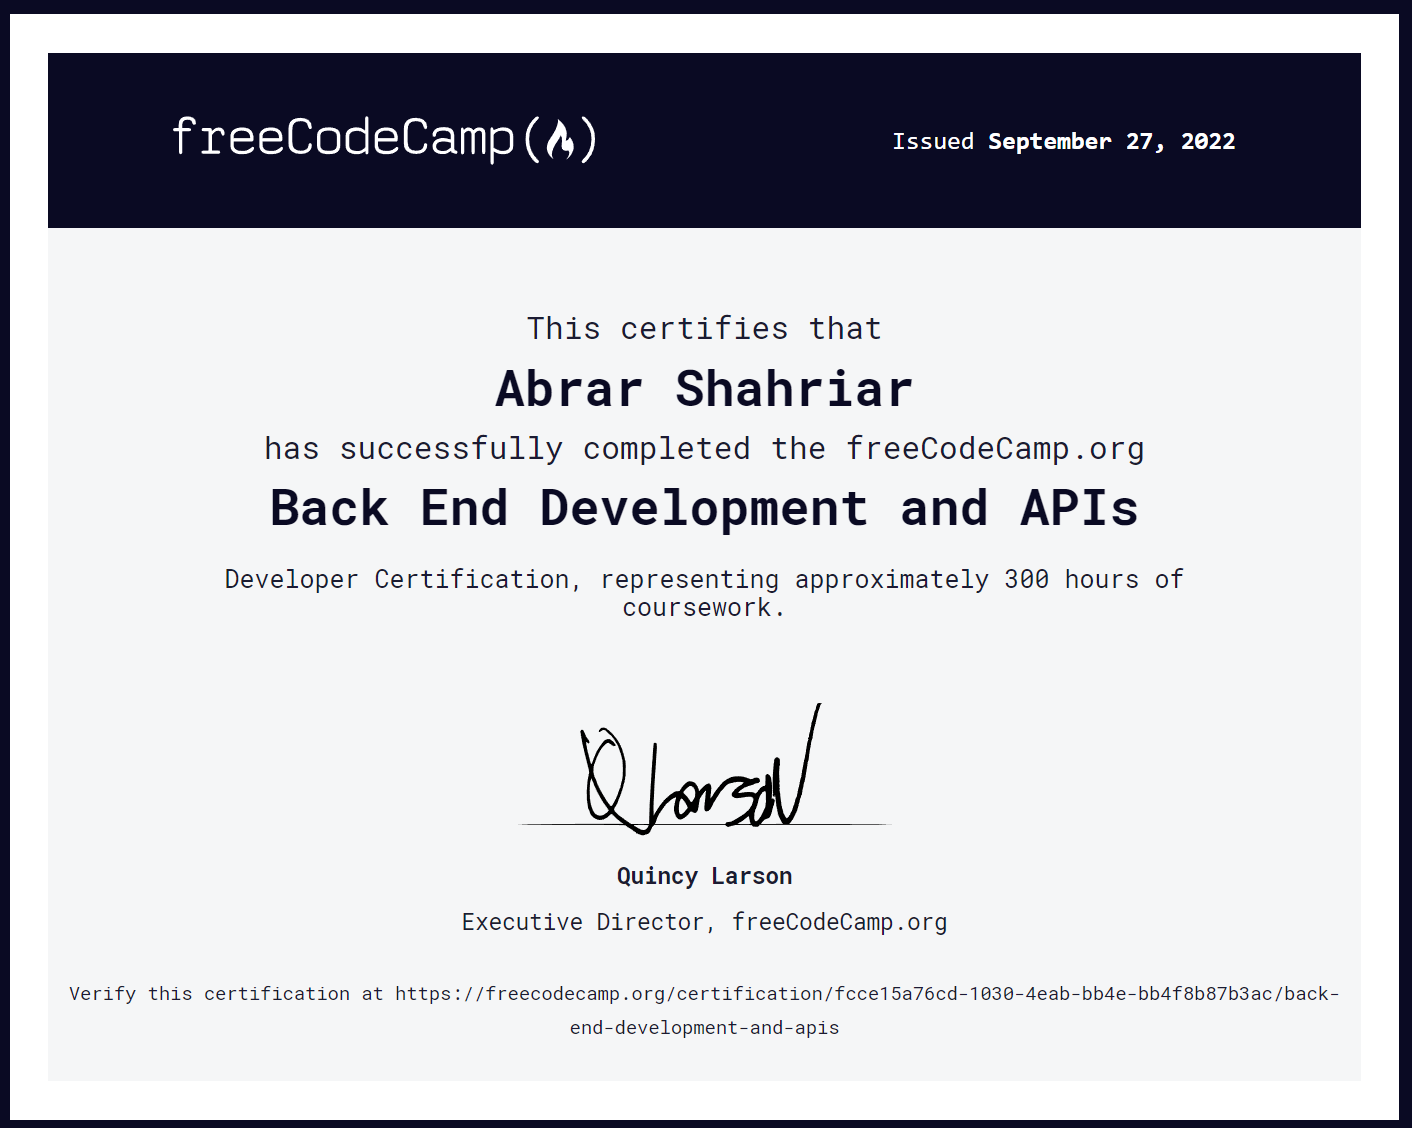 freeCodeCamp
Issued September 27, 2022
This certifies that
Abrar Shahriar
has successfully completed the freeCodeCamp.org
Back End Development and APIs
Developer Certification, representing approximately 300 hours of
coursework.
Q Larson
Quincy Larson
Executive Director, freeCodeCamp.org
Verify this certification at https://freecodecamp.org/certification/fcce15a76cd-1030-4eab-bb4e-bb4f8b87b3ac/back-
end-development-and-apis